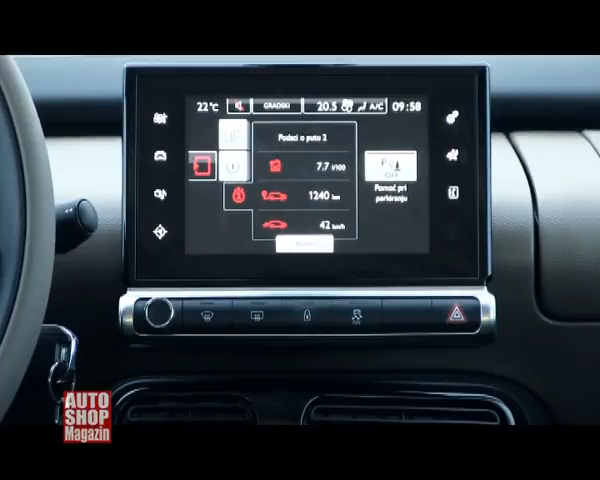 22°C GRADSKI 20.5 A/C 09:58
Podaci o putu 2
7.7 l/100
1240 km
42 km/h
OFF
Pomoć pri
parkiranju
OFF
AUTO
SHOP
Magazin